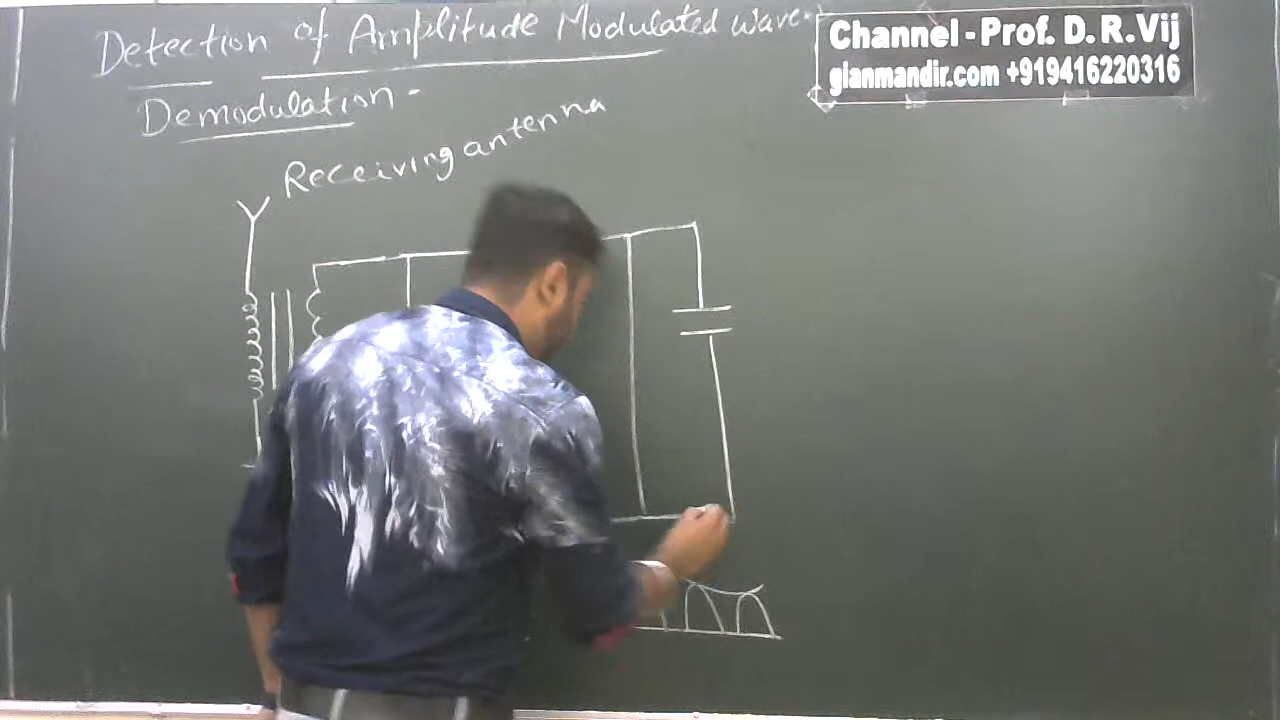 Detection of Amplitude Modulated wave.
Channel - Prof. D. R. Vij
gianmandir.com +919416220316
Demodulation -
Receiving antenna